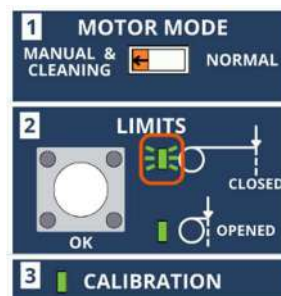 1 MOTOR MODE
MANUAL & NORMAL
CLEANING
2 LIMITS
CLOSED
OPENED
OK
3 CALIBRATION